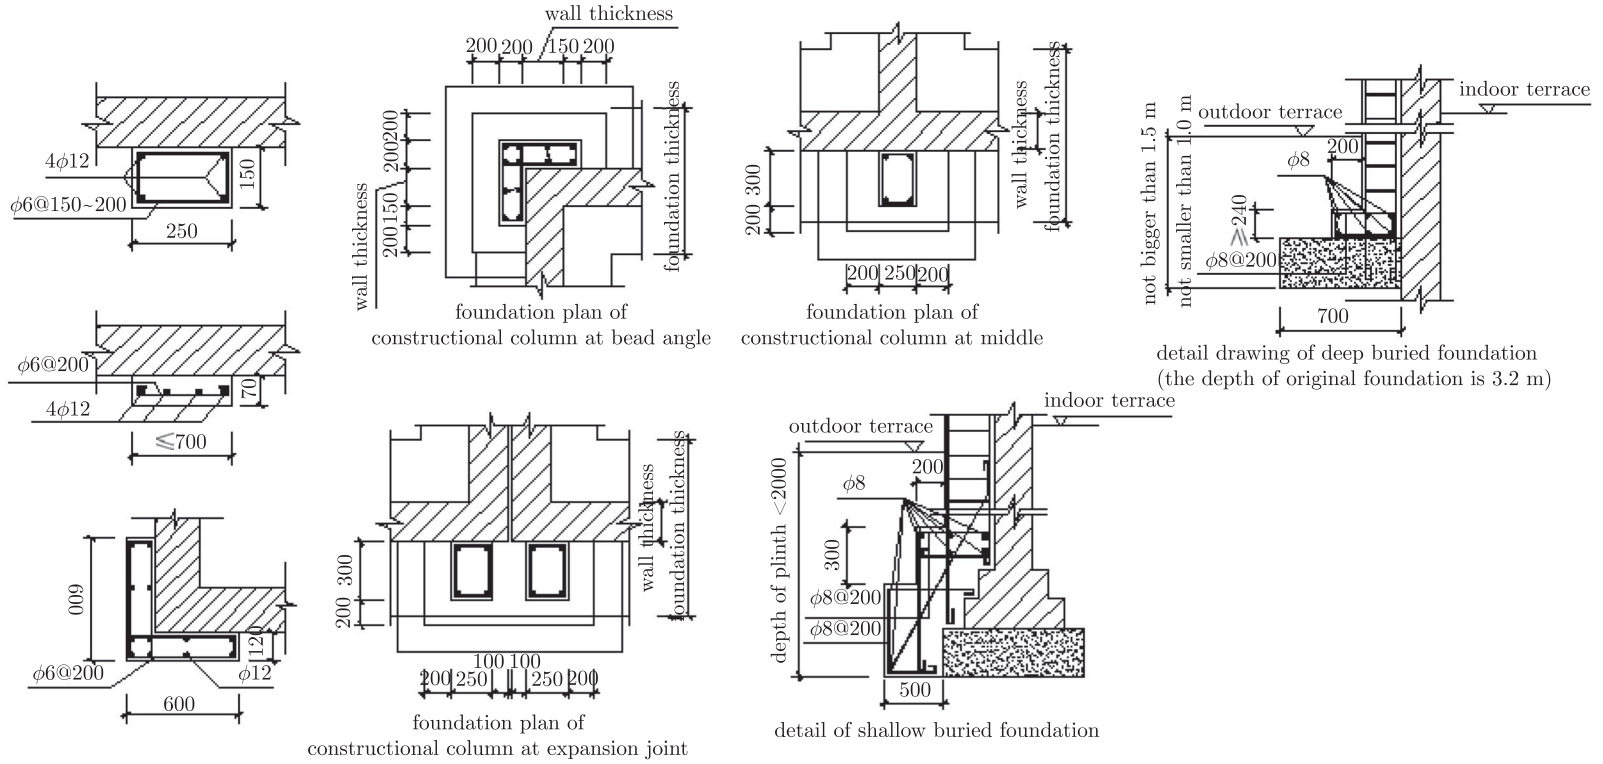 4ϕ12
ϕ6@150~200
250
150
ϕ6@200
4ϕ12
70
⩽700
600
120
ϕ6@200
ϕ12
600
wall thickness
200 200 150 200
200
200
200
150
200
wall thickness
foundation thickness
foundation plan of
constructional column at bead angle
300
200
200 250 200
wall thickness
foundation thickness
foundation plan of
constructional column at middle
300
200
100 100
200 250 250 200
wall thickness
oundation thickness
foundation plan of
constructional column at expansion joint
indoor terrace
outdoor terrace
not bigger than 1.5 m
not smaller than 1.0 m
ϕ8
200
⩾240
ϕ8@200
700
detail drawing of deep buried foundation
(the depth of original foundation is 3.2 m)
indoor terrace
outdoor terrace
depth of plinth <2000
200
ϕ8
300
ϕ8@200
ϕ8@200
500
detail of shallow buried foundation